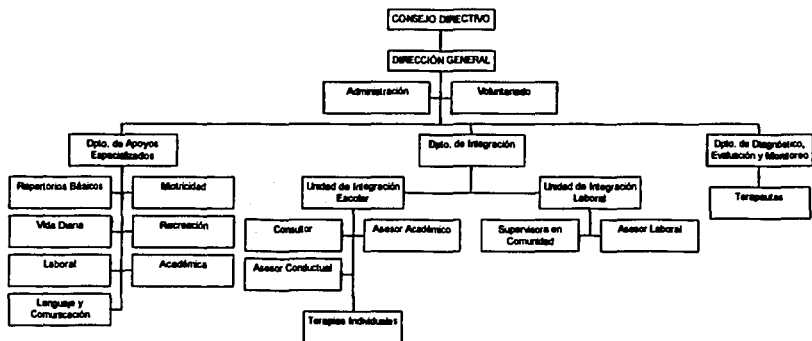 CONSEJO DIRECTIVO
DIRECCIÓN GENERAL
Administración
Voluntariado
Dpto. de Apoyos
Especializados
Dpto. de Integración
Dpto. de Diagnóstico,
Evaluación y Monitoreo
Repertorios Básicos
Motricidad
Unidad de Integración
Escolar
Unidad de Integración
Laboral
Terapeutas
Vida Diaria
Recreación
Consultor
Asesor Académico
Supervisora en
Comunidad
Asesor Laboral
Laboral
Académica
Asesor Conductual
Lenguaje y
Comunicación
Terapias Individuales